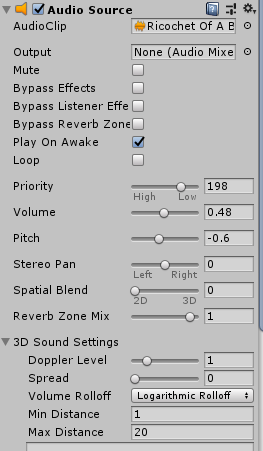 Audio Source
AudioClip Ricochet Of A B
Output None (Audio Mixe
Mute
Bypass Effects
Bypass Listener Effe
Bypass Reverb Zone
Play On Awake
Loop
Priority 198
High Low
Volume 0.48
Pitch -0.6
Stereo Pan 0
Left Right
Spatial Blend 0
2D 3D
Reverb Zone Mix 1
3D Sound Settings
Doppler Level 1
Spread 0
Volume Rolloff Logarithmic Rolloff
Min Distance 1
Max Distance 20